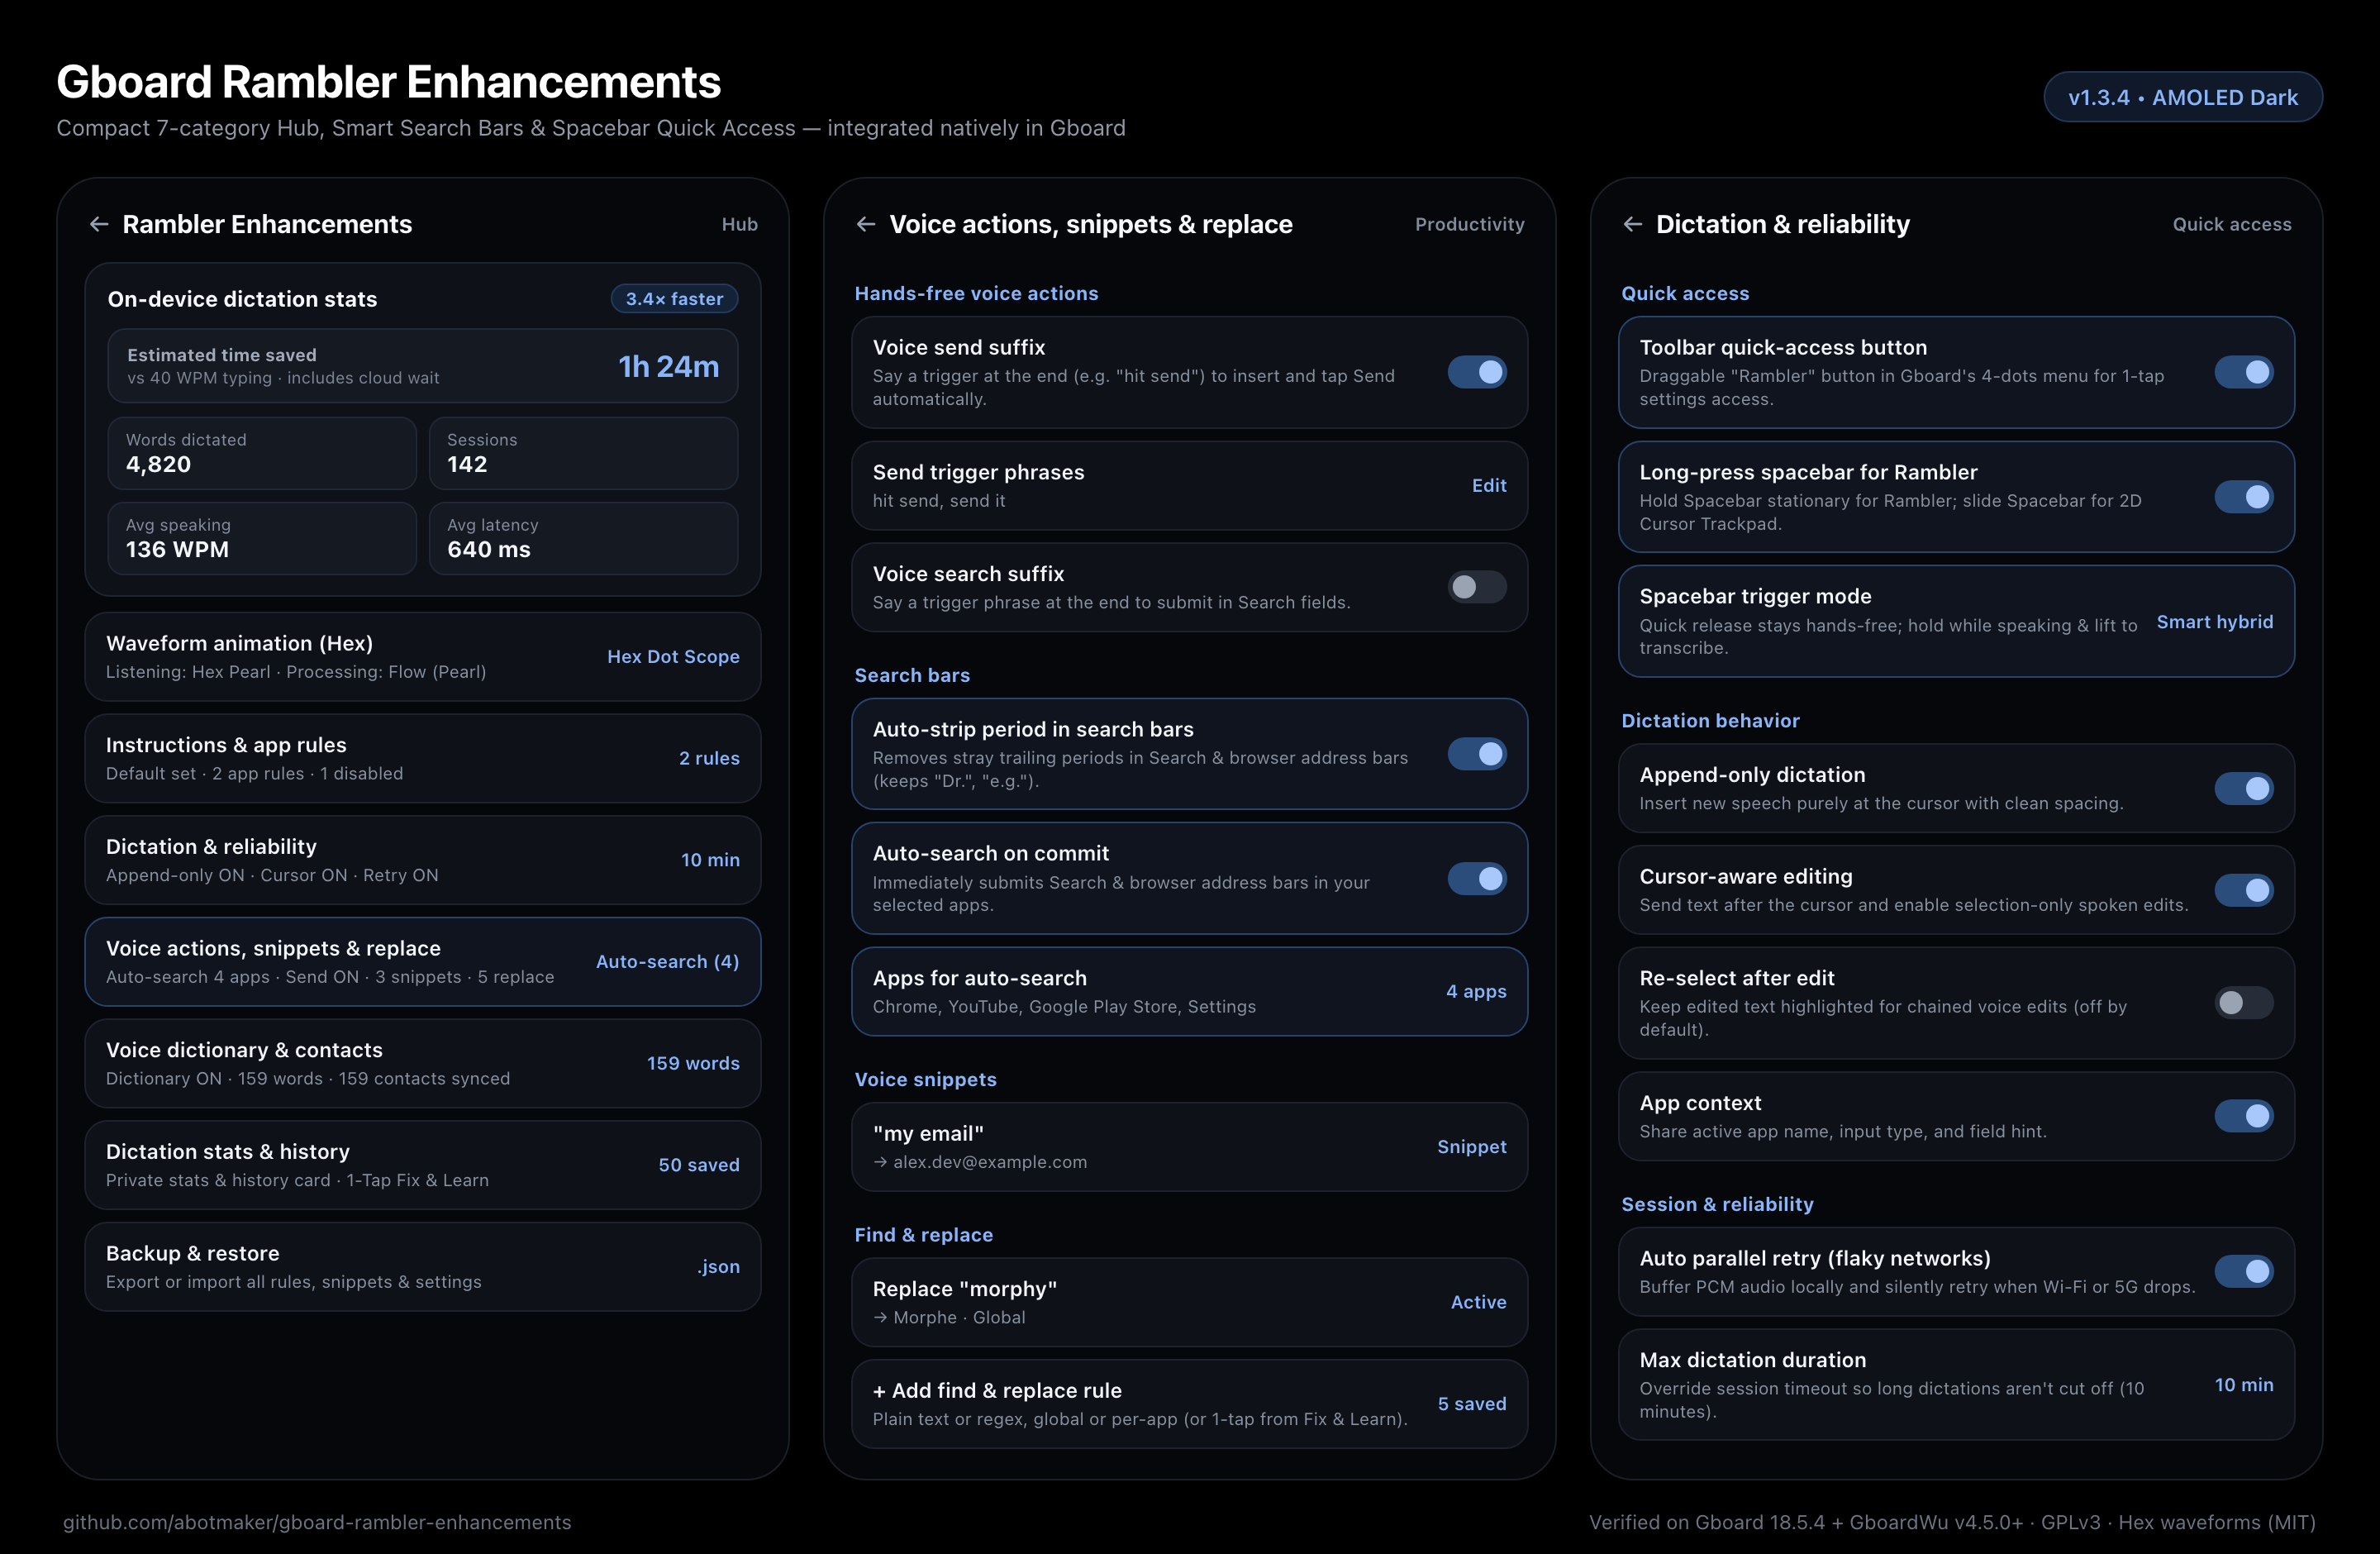 Gboard Rambler Enhancements
Compact 7-category Hub, Smart Search Bars & Spacebar Quick Access — integrated natively in Gboard
v1.3.4 • AMOLED Dark
← Rambler Enhancements
Hub
On-device dictation stats
3.4× faster
Estimated time saved
vs 40 WPM typing · includes cloud wait
1h 24m
Words dictated
4,820
Sessions
142
Avg speaking
136 WPM
Avg latency
640 ms
Waveform animation (Hex)
Listening: Hex Pearl · Processing: Flow (Pearl)
Hex Dot Scope
Instructions & app rules
Default set · 2 app rules · 1 disabled
2 rules
Dictation & reliability
Append-only ON · Cursor ON · Retry ON
10 min
Voice actions, snippets & replace
Auto-search 4 apps · Send ON · 3 snippets · 5 replace
Auto-search (4)
Voice dictionary & contacts
Dictionary ON · 159 words · 159 contacts synced
159 words
Dictation stats & history
Private stats & history card · 1-Tap Fix & Learn
50 saved
Backup & restore
Export or import all rules, snippets & settings
.json
← Voice actions, snippets & replace
Productivity
Hands-free voice actions
Voice send suffix
Say a trigger at the end (e.g. "hit send") to insert and tap Send
automatically.
Send trigger phrases
hit send, send it
Edit
Voice search suffix
Say a trigger phrase at the end to submit in Search fields.
Search bars
Auto-strip period in search bars
Removes stray trailing periods in Search & browser address bars
(keeps "Dr.", "e.g.").
Auto-search on commit
Immediately submits Search & browser address bars in your
selected apps.
Apps for auto-search
Chrome, YouTube, Google Play Store, Settings
4 apps
Voice snippets
"my email"
→ alex.dev@example.com
Snippet
Find & replace
Replace "morphy"
→ Morphe · Global
Active
+ Add find & replace rule
Plain text or regex, global or per-app (or 1-tap from Fix & Learn).
5 saved
← Dictation & reliability
Quick access
Quick access
Toolbar quick-access button
Draggable "Rambler" button in Gboard's 4-dots menu for 1-tap
settings access.
Long-press spacebar for Rambler
Hold Spacebar stationary for Rambler; slide Spacebar for 2D
Cursor Trackpad.
Spacebar trigger mode
Quick release stays hands-free; hold while speaking & lift to
transcribe.
Smart hybrid
Dictation behavior
Append-only dictation
Insert new speech purely at the cursor with clean spacing.
Cursor-aware editing
Send text after the cursor and enable selection-only spoken edits.
Re-select after edit
Keep edited text highlighted for chained voice edits (off by
default).
App context
Share active app name, input type, and field hint.
Session & reliability
Auto parallel retry (flaky networks)
Buffer PCM audio locally and silently retry when Wi-Fi or 5G drops.
Max dictation duration
Override session timeout so long dictations aren't cut off (10
minutes).
10 min
github.com/abotmaker/gboard-rambler-enhancements
Verified on Gboard 18.5.4 + GboardWu v4.5.0+ · GPLv3 · Hex waveforms (MIT)